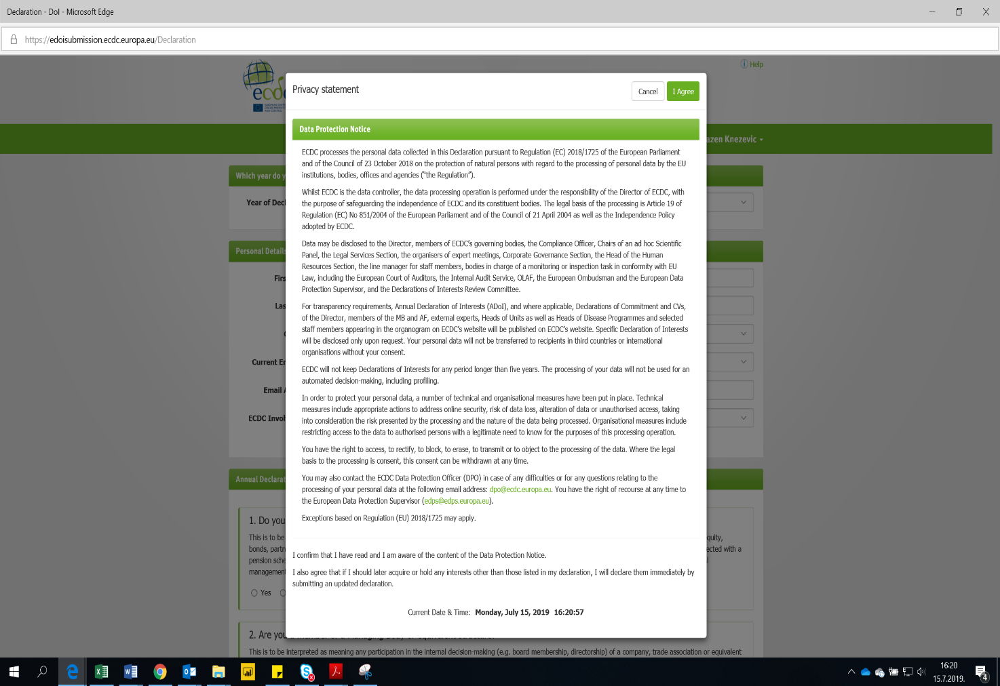 Declaration - DoI - Microsoft Edge
https://edoisubmission.ecdc.europa.eu/Declaration
Help
ecd
Privacy statement
Cancel
I Agree
Data Protection Notice
azen Knezevic
ECDC processes the personal data collected in this Declaration pursuant to Regulation (EC) 2018/1725 of the European Parliament
and of the Council of 23 October 2018 on the protection of natural persons with regard to the processing of personal data by the EU
institutions, bodies, offices and agencies ("the Regulation").
Which year do y
Year of Decl
Whilst ECDC is the data controller, the data processing operation is performed under the responsibility of the Director of ECDC, with
the purpose of safeguarding the independence of ECDC and its constituent bodies. The legal basis of the processing is Article 19 of
Regulation (EC) No 851/2004 of the European Parliament and of the Council of 21 April 2004 as well as the Independence Policy
adopted by ECDC.
Data may be disclosed to the Director, members of ECDC's governing bodies, the Compliance Officer, Chairs of an ad hoc Scientific
Panel, the Legal Services Section, the organisers of expert meetings, Corporate Governance Section, the Head of the Human
Resources Section, the line manager for staff members, bodies in charge of a monitoring or inspection task in conformity with EU
Law, including the European Court of Auditors, the Internal Audit Service, OLAF, the European Ombudsman and the European Data
Protection Supervisor, and the Declarations of Interests Review Committee.
Personal Details
Firs
Las
For transparency requirements, Annual Declaration of Interests (ADoI), and where applicable, Declarations of Commitment and CVs,
of the Director, members of the MB and AF, external experts, Heads of Units as well as Heads of Disease Programmes and selected
staff members appearing in the organogram on ECDC's website will be published on ECDC's website. Specific Declaration of Interests
will be disclosed only upon request. Your personal data will not be transferred to recipients in third countries or international
organisations without your consent.
Current Em
ECDC will not keep Declarations of Interests for any period longer than five years. The processing of your data will not be used for an
automated decision-making, including profiling.
Email A
In order to protect your personal data, a number of technical and organisational measures have been put in place. Technical
measures include appropriate actions to address online security, risk of data loss, alteration of data or unauthorised access, taking
into consideration the risk presented by the processing and the nature of the data being processed. Organisational measures include
restricting access to the data to authorised persons with a legitimate need to know for the purposes of this processing operation.
ECDC Invol
You have the right to access, to rectify, to block, to erase, to transmit or to object to the processing of the data. Where the legal
basis to the processing is consent, this consent can be withdrawn at any time.
Annual Declarat
You may also contact the ECDC Data Protection Officer (DPO) in case of any difficulties or for any questions relating to the
processing of your personal data at the following email address: dpo@ecdc.europa.eu. You have the right of recourse at any time to
the European Data Protection Supervisor (edps@edps.europa.eu).
Exceptions based on Regulation (EU) 2018/1725 may apply.
1. Do you
This is to be
quity,
bonds, partn
ected with a
pension sche
management
Yes
I confirm that I have read and I am aware of the content of the Data Protection Notice.
I also agree that if I should later acquire or hold any interests other than those listed in my declaration, I will declare them immediately by
submitting an updated declaration.
Current Date & Time: Monday, July 15, 2019 16:20:57
2. Are you a member of a Managing Body or equivalent structure?
This is to be interpreted as meaning any participation in the internal decision-making (e.g. board membership, directorship) of a company, trade association or equivalent
16:20
15.7.2019.
4